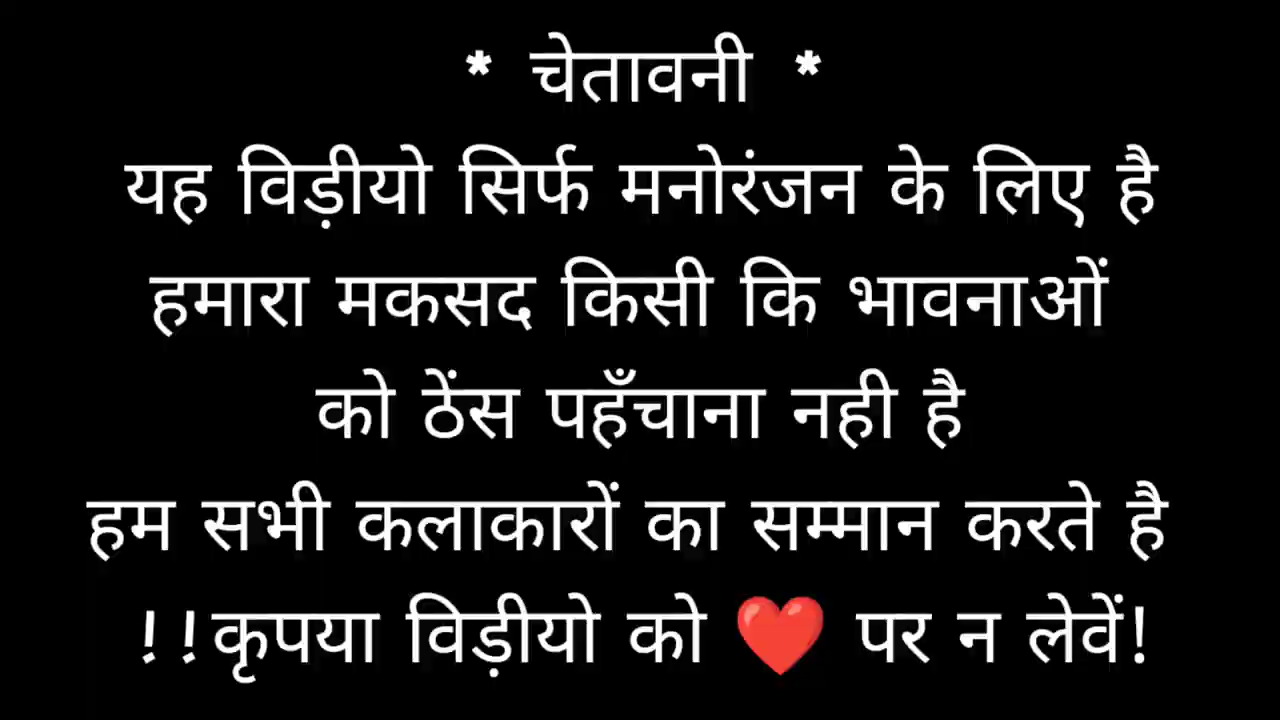 * चेतावनी *
यह विड़ीयो सिर्फ मनोरंजन के लिए है
हमारा मकसद किसी कि भावनाओं
को ठेंस पहुँचाना नही है
हम सभी कलाकारों का सम्मान करते है
!!कृपया विड़ीयो को ❤️ पर न लेवें!